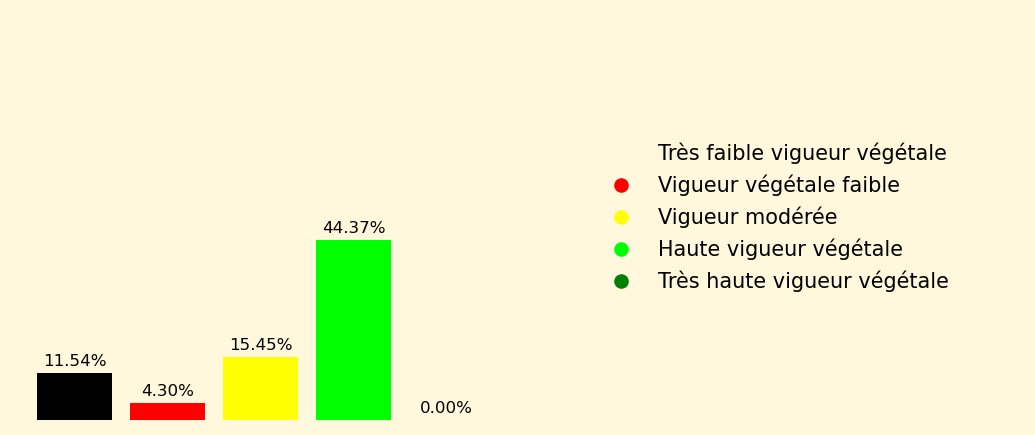 44.37%
15.45%
11.54%
4.30%
0.00%
Très faible vigueur végétale
Vigueur végétale faible
Vigueur modérée
Haute vigueur végétale
Très haute vigueur végétale